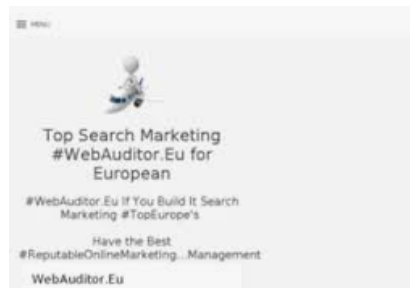 MENU
Top Search Marketing
#WebAuditor.Eu for
European
#WebAuditor.Eu If You Build It Search
Marketing #TopEurope's
Have the Best
#ReputableOnlineMarketing...Management
WebAuditor.Eu